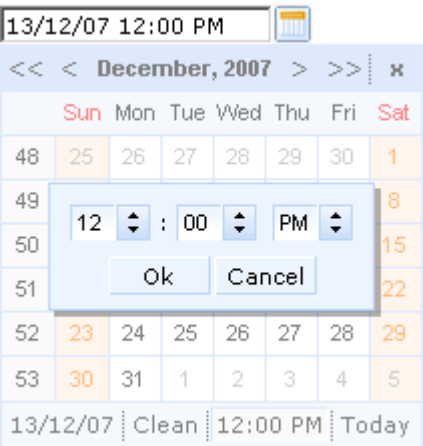 13/12/07 12:00 PM
<< < December, 2007 > >> x
Sun Mon Tue Wed Thu Fri Sat
48 25 26 27 28 29 30 1
49 8
12 : 00 PM
50 15
Ok Cancel
51 22
52 23 24 25 26 27 28 29
53 30 31 1 2 3 4 5
13/12/07 Clean 12:00 PM Today